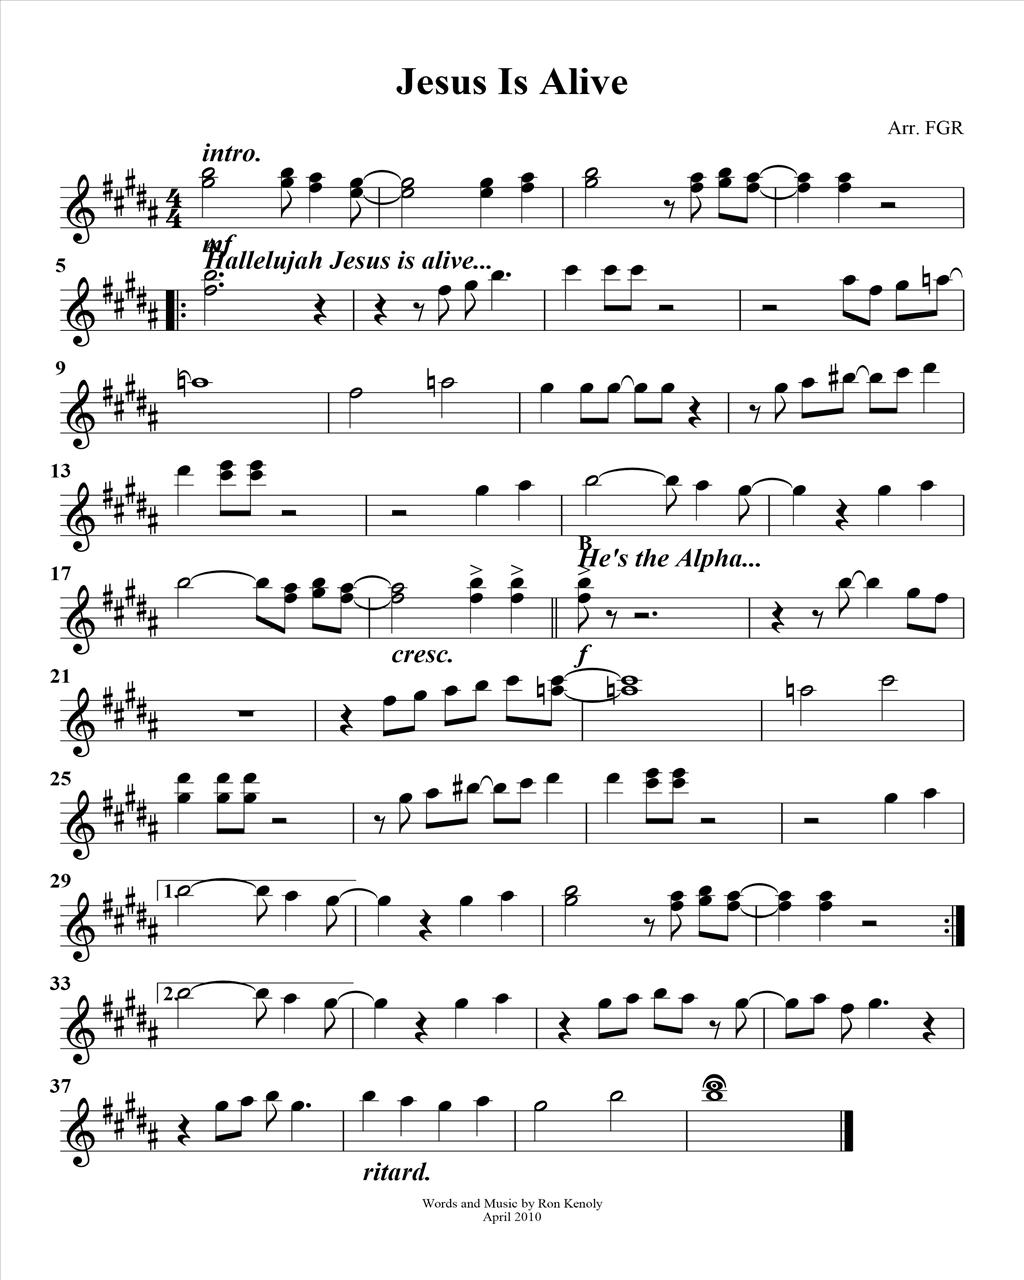 Jesus Is Alive
Arr. FGR
intro.
4
4
mf
A
5
Hallelujah Jesus is alive...
9
13
B
He's the Alpha...
17
cresc.
f
21
25
29
1.
33
2.
37
ritard.
Words and Music by Ron Kenoly
April 2010